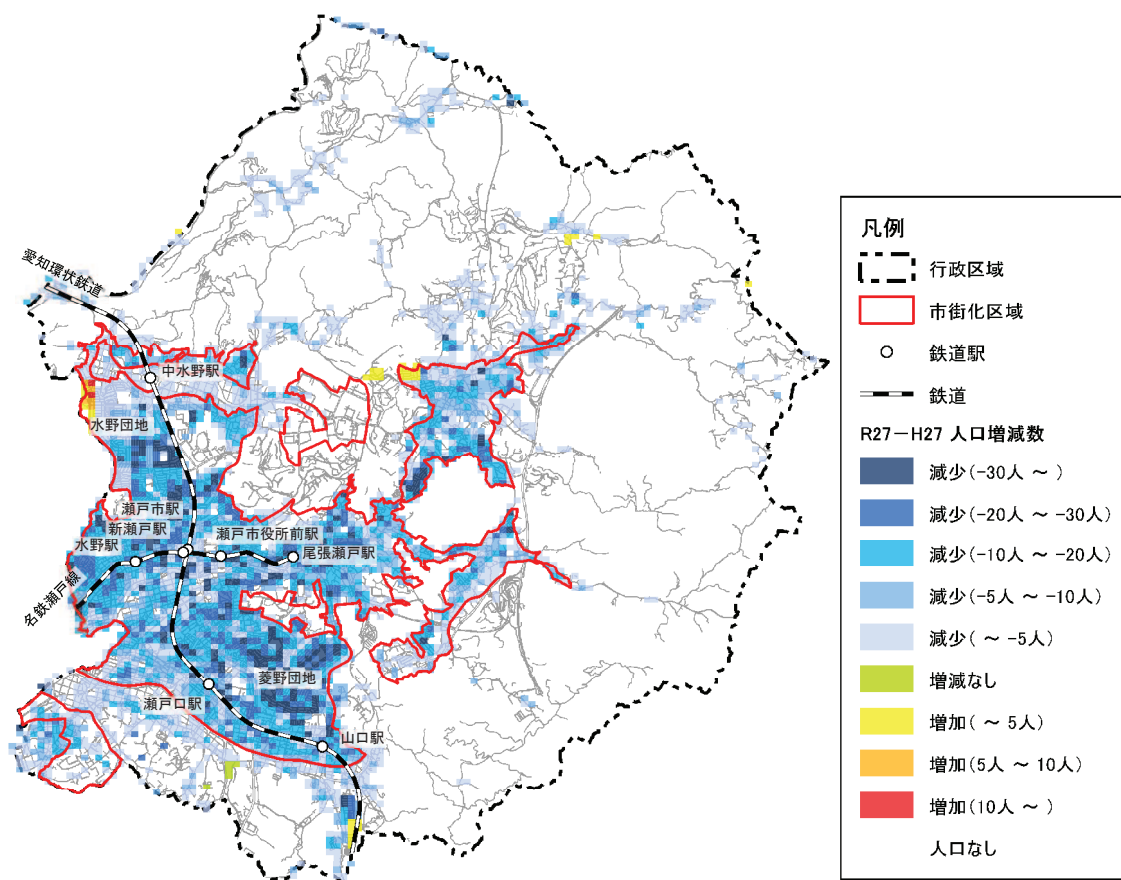 愛知環状鉄道
中水野駅
水野団地
瀬戸市駅
新瀬戸駅
水野駅
瀬戸市役所前駅
尾張瀬戸駅
名鉄瀬戸線
菱野団地
瀬戸口駅
山口駅
凡例
行政区域
市街化区域
鉄道駅
鉄道
R27－H27 人口増減数
減少(-30人 ～ )
減少(-20人 ～ -30人)
減少(-10人 ～ -20人)
減少(-5人 ～ -10人)
減少( ～ -5人)
増減なし
増加( ～ 5人)
増加(5人 ～ 10人)
増加(10人 ～ )
人口なし